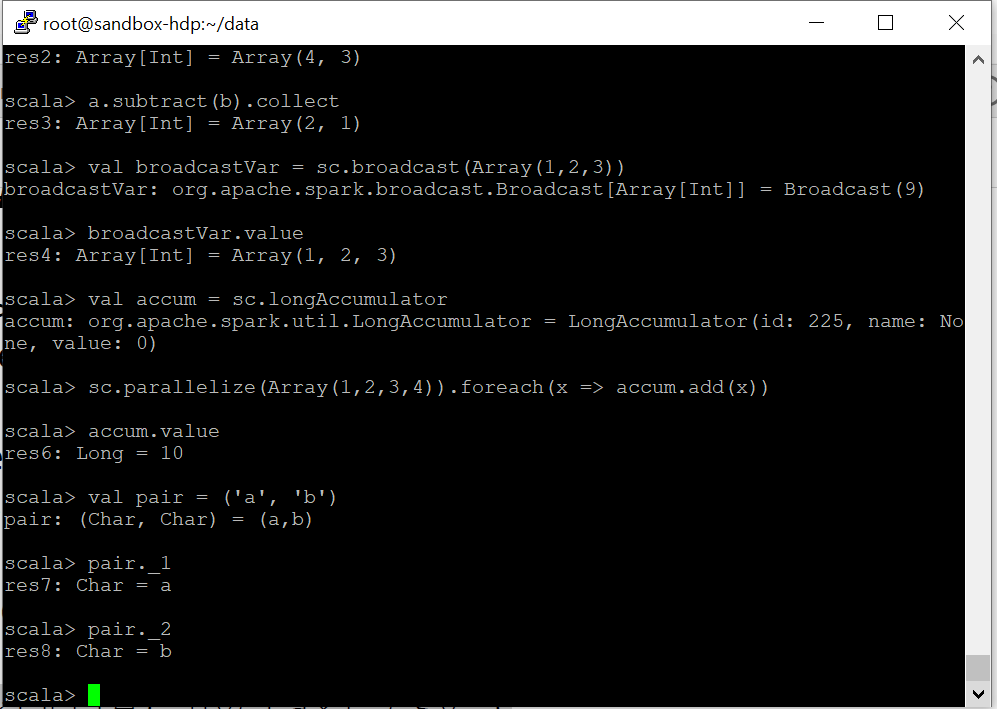 root@sandbox-hdp:~/data
res2: Array[Int] = Array(4, 3)
scala> a.subtract(b).collect
res3: Array[Int] = Array(2, 1)
scala> val broadcastVar = sc.broadcast(Array(1,2,3))
broadcastVar: org.apache.spark.broadcast.Broadcast[Array[Int]] = Broadcast(9)
scala> broadcastVar.value
res4: Array[Int] = Array(1, 2, 3)
scala> val accum = sc.longAccumulator
accum: org.apache.spark.util.LongAccumulator = LongAccumulator(id: 225, name: No
ne, value: 0)
scala> sc.parallelize(Array(1,2,3,4)).foreach(x => accum.add(x))
scala> accum.value
res6: Long = 10
scala> val pair = ('a', 'b')
pair: (Char, Char) = (a,b)
scala> pair._1
res7: Char = a
scala> pair._2
res8: Char = b
scala>